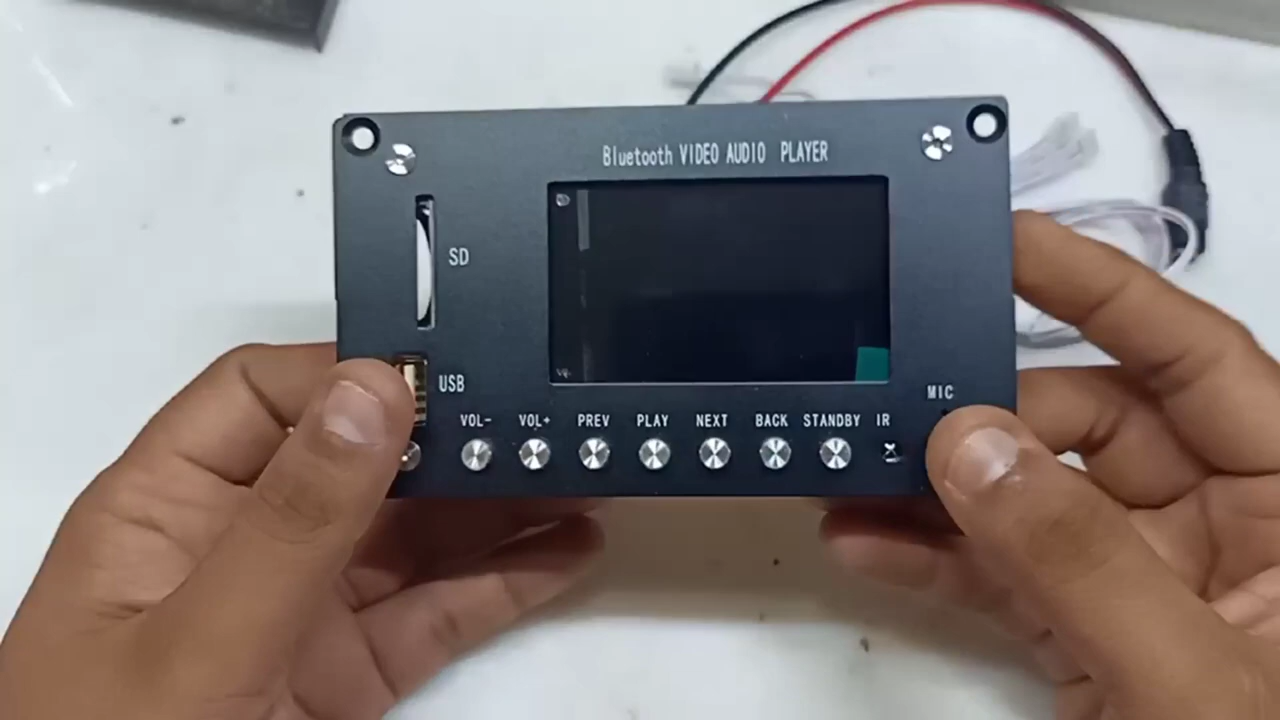 Bluetooth VIDEO AUDIO PLAYER
SD
USB
MIC
VOL- VOL+ PREV PLAY NEXT BACK STANDBY IR